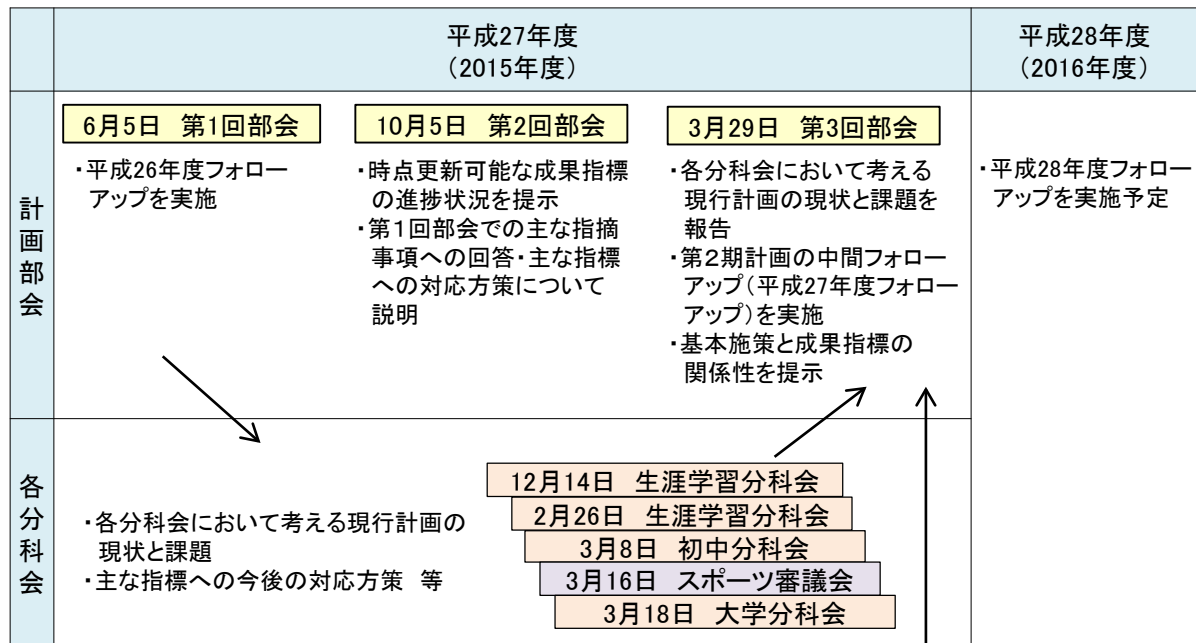 平成27年度
（2015年度）
平成28年度
（2016年度）
計画部会
6月5日 第1回部会
・平成26年度フォロー
アップを実施
10月5日 第2回部会
・時点更新可能な成果指標
の進捗状況を提示
・第１回部会での主な指摘
事項への回答・主な指標
への対応方策について
説明
3月29日 第3回部会
・各分科会において考える
現行計画の現状と課題を
報告
・第２期計画の中間フォロー
アップ（平成27年度フォロー
アップ）を実施
・基本施策と成果指標の
関係性を提示
・平成28年度フォロー
アップを実施予定
各分科会
・各分科会において考える現行計画の
現状と課題
・主な指標への今後の対応方策 等
12月14日 生涯学習分科会
2月26日 生涯学習分科会
3月8日 初中分科会
3月16日 スポーツ審議会
3月18日 大学分科会